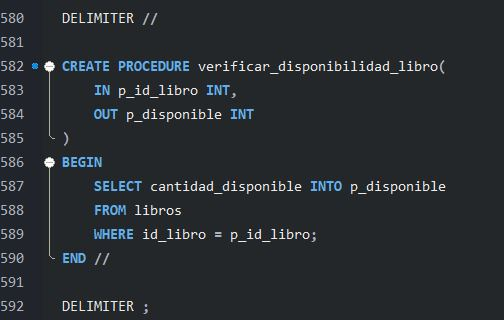 580 DELIMITER //
581
582 CREATE PROCEDURE verificar_disponibilidad_libro(
583 IN p_id_libro INT,
584 OUT p_disponible INT
585 )
586 BEGIN
587 SELECT cantidad_disponible INTO p_disponible
588 FROM libros
589 WHERE id_libro = p_id_libro;
590 END //
591
592 DELIMITER ;